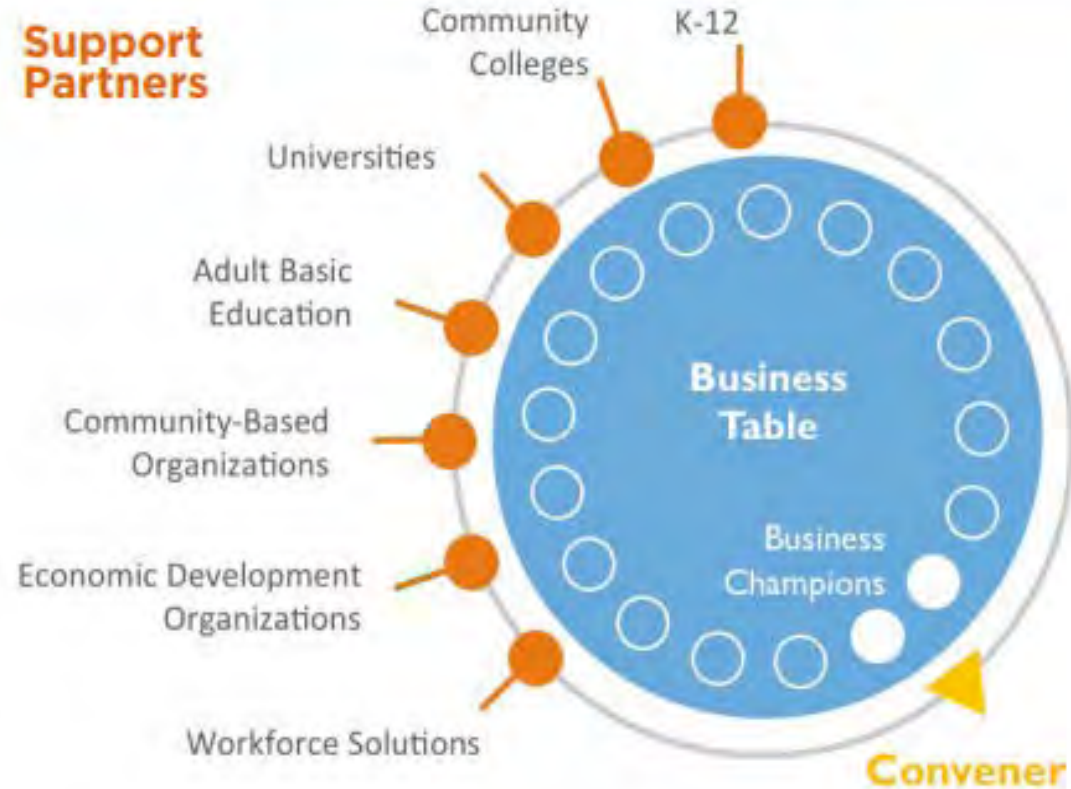 Support
Partners
Community
Colleges
K-12
Universities
Adult Basic
Education
Community-Based
Organizations
Economic Development
Organizations
Workforce Solutions
Business
Table
Business
Champions
Convener